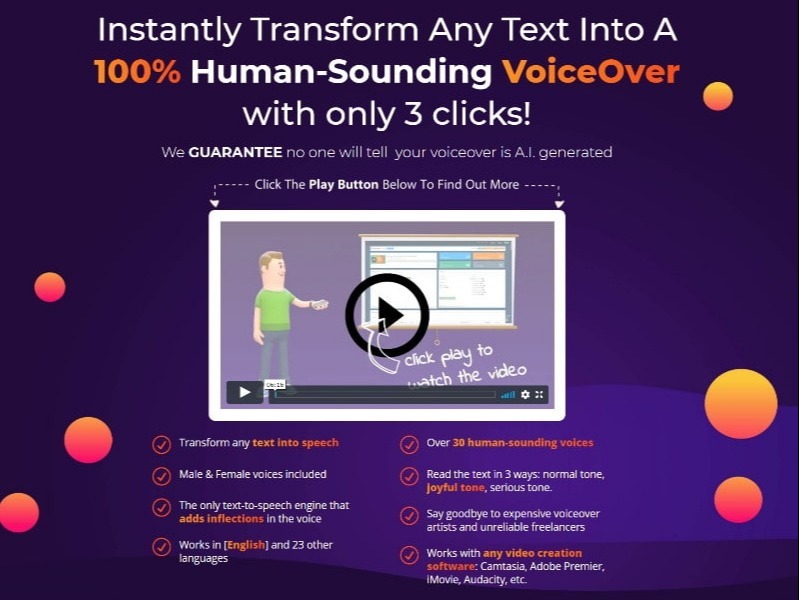 Instantly Transform Any Text Into A
100% Human-Sounding VoiceOver
with only 3 clicks!
We GUARANTEE no one will tell your voiceover is A.I. generated
Click The Play Button Below To Find Out More
click play to
watch the video
06:16
Transform any text into speech
Male & Female voices included
The only text-to-speech engine that
adds inflections in the voice
Works in [English] and 23 other
languages
Over 30 human-sounding voices
Read the text in 3 ways: normal tone,
joyful tone, serious tone.
Say goodbye to expensive voiceover
artists and unreliable freelancers
Works with any video creation
software: Camtasia, Adobe Premier,
iMovie, Audacity, etc.